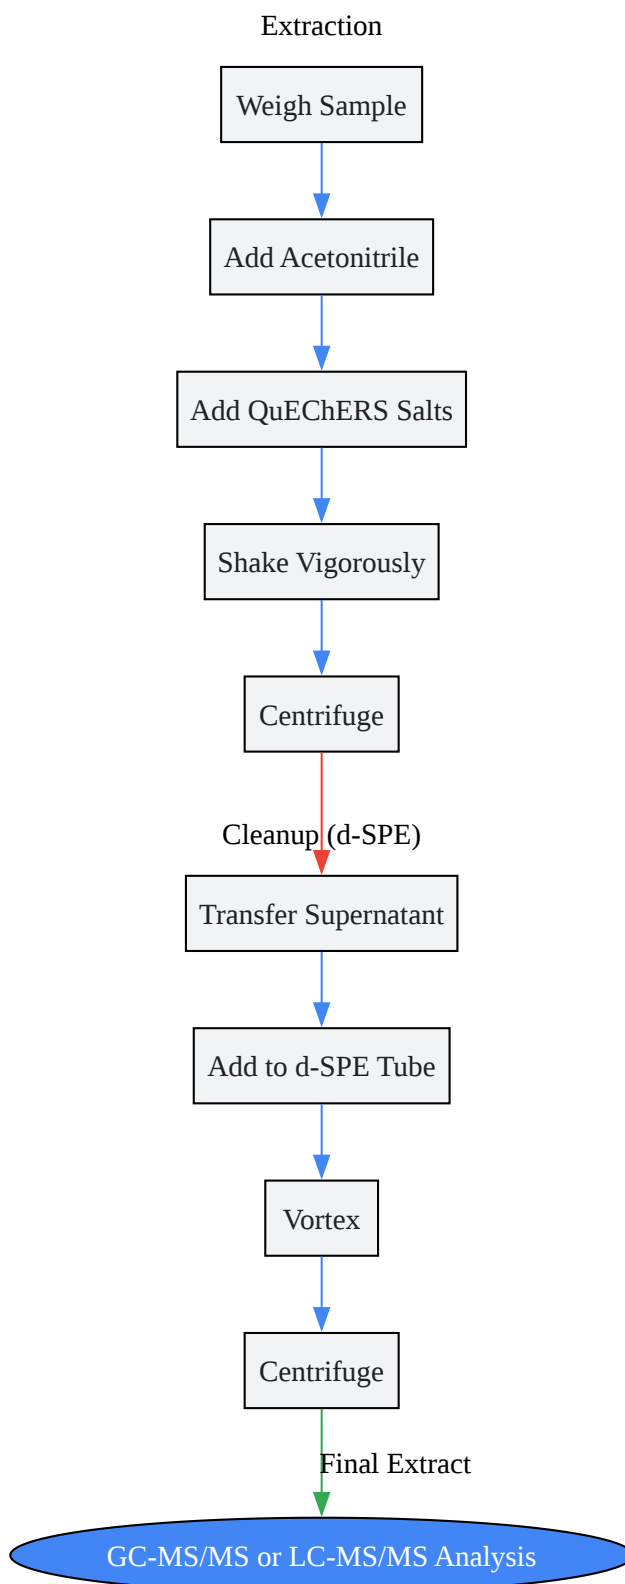 Extraction
Weigh Sample
Add Acetonitrile
Add QuEChERS Salts
Shake Vigorously
Centrifuge
Cleanup (d-SPE)
Transfer Supernatant
Add to d-SPE Tube
Vortex
Centrifuge
Final Extract
GC-MS/MS or LC-MS/MS Analysis